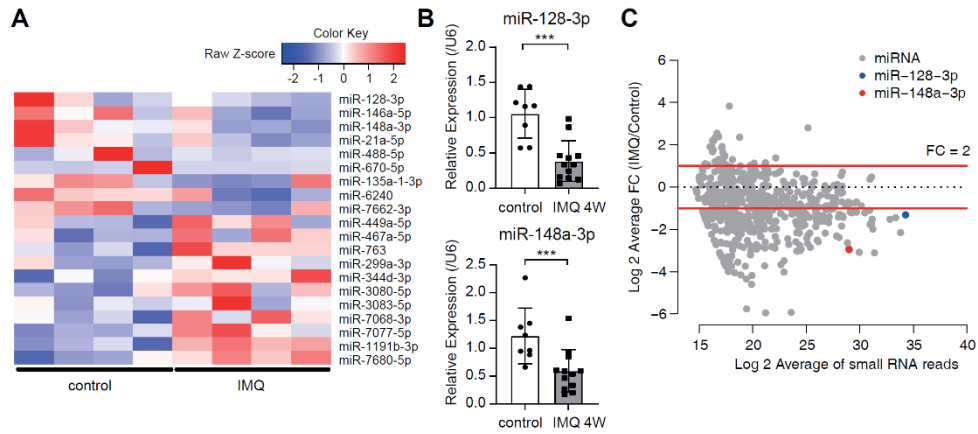 A
Color Key
Raw Z-score
-2 -1 0 1 2
miR-128-3p
miR-146a-5p
miR-148a-3p
miR-21a-5p
miR-488-5p
miR-670-5p
miR-135a-1-3p
miR-6240
miR-7662-3p
miR-449a-5p
miR-467a-5p
miR-763
miR-299a-3p
miR-344d-3p
miR-3080-5p
miR-3083-5p
miR-7068-3p
miR-7077-5p
miR-1191b-3p
miR-7680-5p
control IMQ
B
miR-128-3p
Relative Expression (/U6)
2.0
1.5
1.0
0.5
0.0
***
control IMQ 4W
miR-148a-3p
Relative Expression (/U6)
2.5
2.0
1.5
1.0
0.5
0.0
***
control IMQ 4W
C
miRNA
miR-128-3p
miR-148a-3p
FC = 2
Log 2 Average FC (IMQ/Control)
6
4
2
0
-2
-4
-6
15 20 25 30 35 40
Log 2 Average of small RNA reads